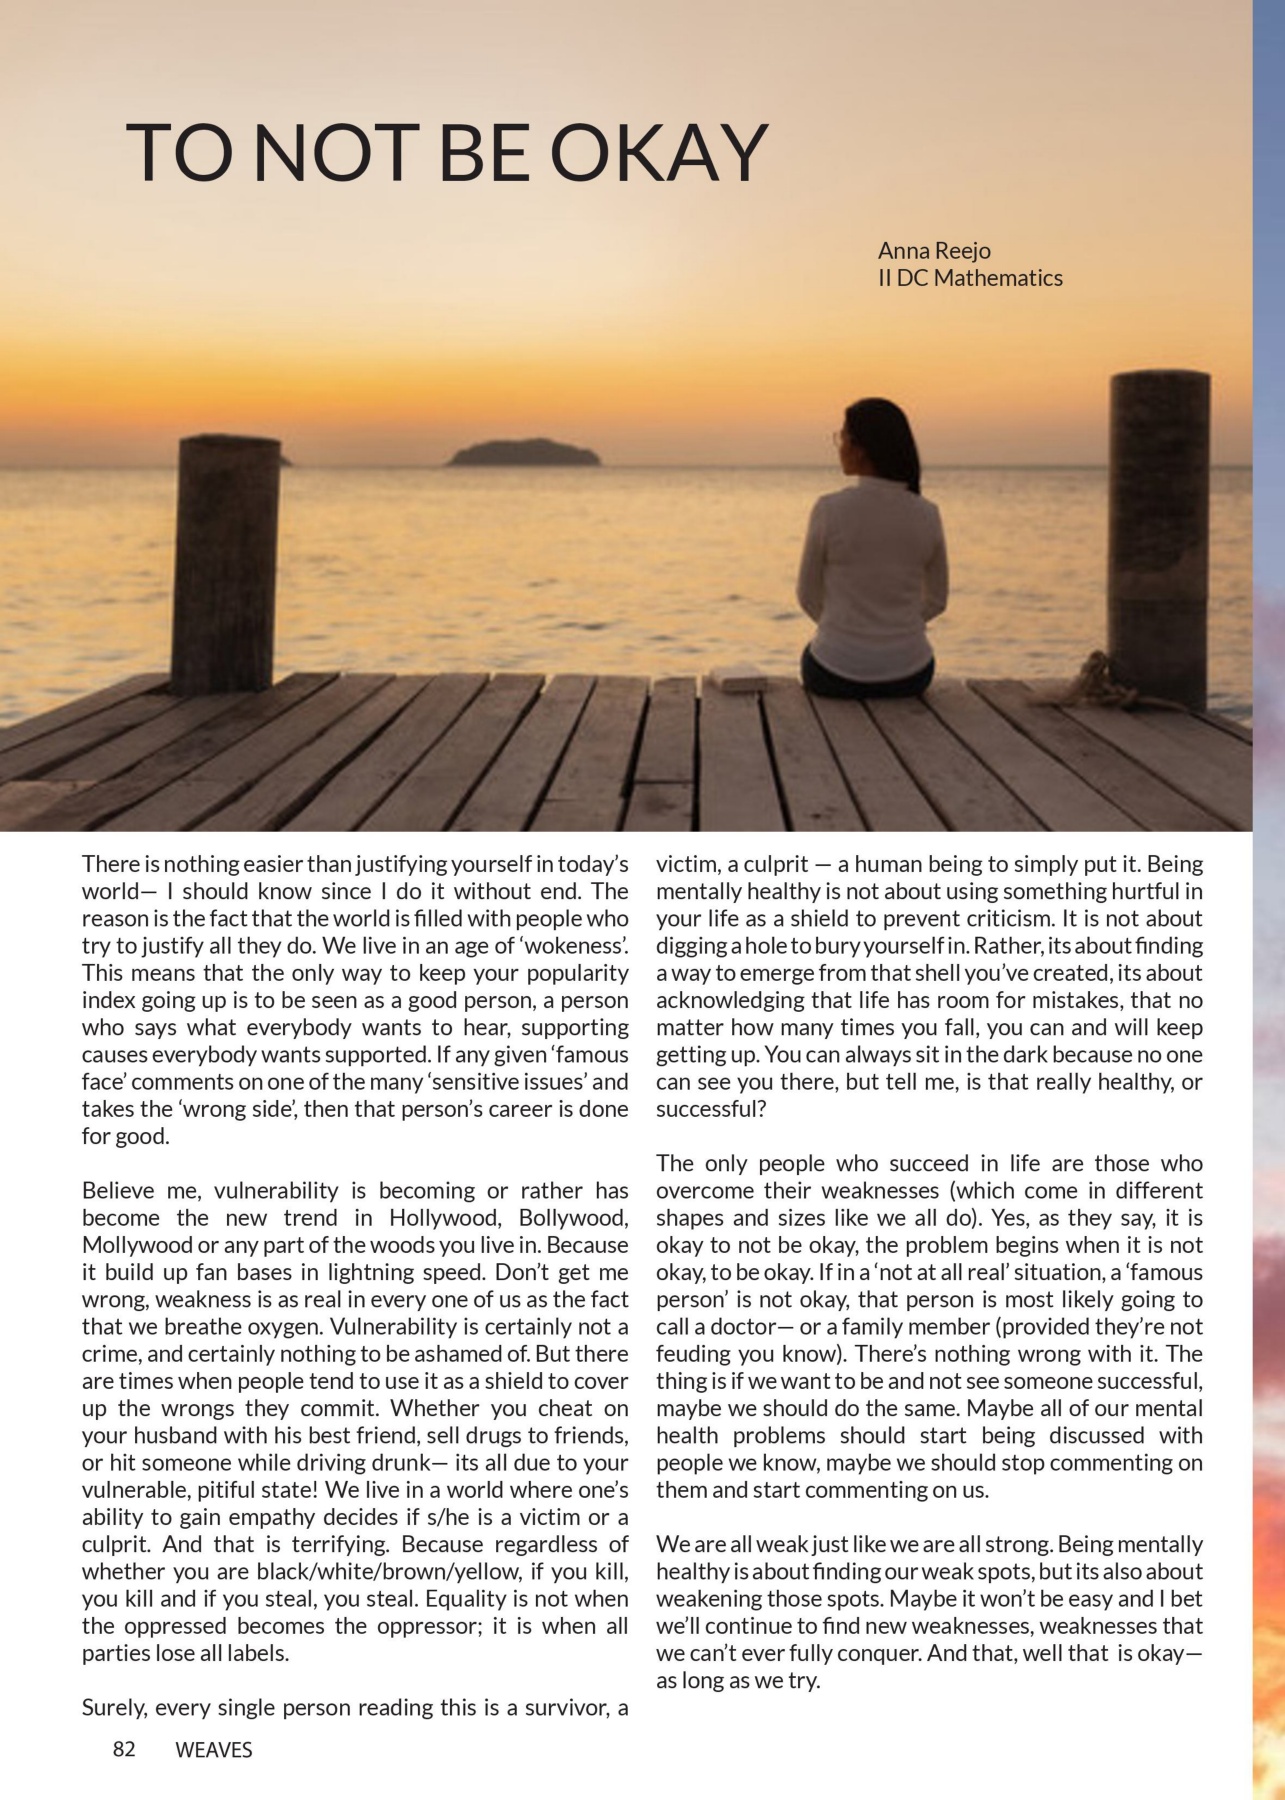 TO NOT BE OKAY
Anna Reejo
II DC Mathematics
There is nothing easier than justifying yourself in today's
world— I should know since I do it without end. The
reason is the fact that the world is filled with people who
try to justify all they do. We live in an age of ‘wokeness’.
This means that the only way to keep your popularity
index going up is to be seen as a good person, a person
who says what everybody wants to hear, supporting
causes everybody wants supported. If any given ‘famous
face’ comments on one of the many ‘sensitive issues’ and
takes the ‘wrong side’, then that person’s career is done
for good.
Believe me, vulnerability is becoming or rather has
become the new trend in Hollywood, Bollywood,
Mollywood or any part of the woods you live in. Because
it build up fan bases in lightning speed. Don’t get me
wrong, weakness is as real in every one of us as the fact
that we breathe oxygen. Vulnerability is certainly not a
crime, and certainly nothing to be ashamed of. But there
are times when people tend to use it as a shield to cover
up the wrongs they commit. Whether you cheat on
your husband with his best friend, sell drugs to friends,
or hit someone while driving drunk— its all due to your
vulnerable, pitiful state! We live in a world where one’s
ability to gain empathy decides if s/he is a victim or a
culprit. And that is terrifying. Because regardless of
whether you are black/white/brown/yellow, if you kill,
you kill and if you steal, you steal. Equality is not when
the oppressed becomes the oppressor; it is when all
parties lose all labels.
Surely, every single person reading this is a survivor, a
victim, a culprit — a human being to simply put it. Being
mentally healthy is not about using something hurtful in
your life as a shield to prevent criticism. It is not about
digging a hole to bury yourself in. Rather, its about finding
a way to emerge from that shell you’ve created, its about
acknowledging that life has room for mistakes, that no
matter how many times you fall, you can and will keep
getting up. You can always sit in the dark because no one
can see you there, but tell me, is that really healthy, or
successful?
The only people who succeed in life are those who
overcome their weaknesses (which come in different
shapes and sizes like we all do). Yes, as they say, it is
okay to not be okay, the problem begins when it is not
okay, to be okay. If in a ‘not at all real’ situation, a ‘famous
person’ is not okay, that person is most likely going to
call a doctor— or a family member (provided they’re not
feuding you know). There’s nothing wrong with it. The
thing is if we want to be and not see someone successful,
maybe we should do the same. Maybe all of our mental
health problems should start being discussed with
people we know, maybe we should stop commenting on
them and start commenting on us.
We are all weak just like we are all strong. Being mentally
healthy is about finding our weak spots, but its also about
weakening those spots. Maybe it won’t be easy and I bet
we’ll continue to find new weaknesses, weaknesses that
we can’t ever fully conquer. And that, well that is okay—
as long as we try.
82 WEAVES